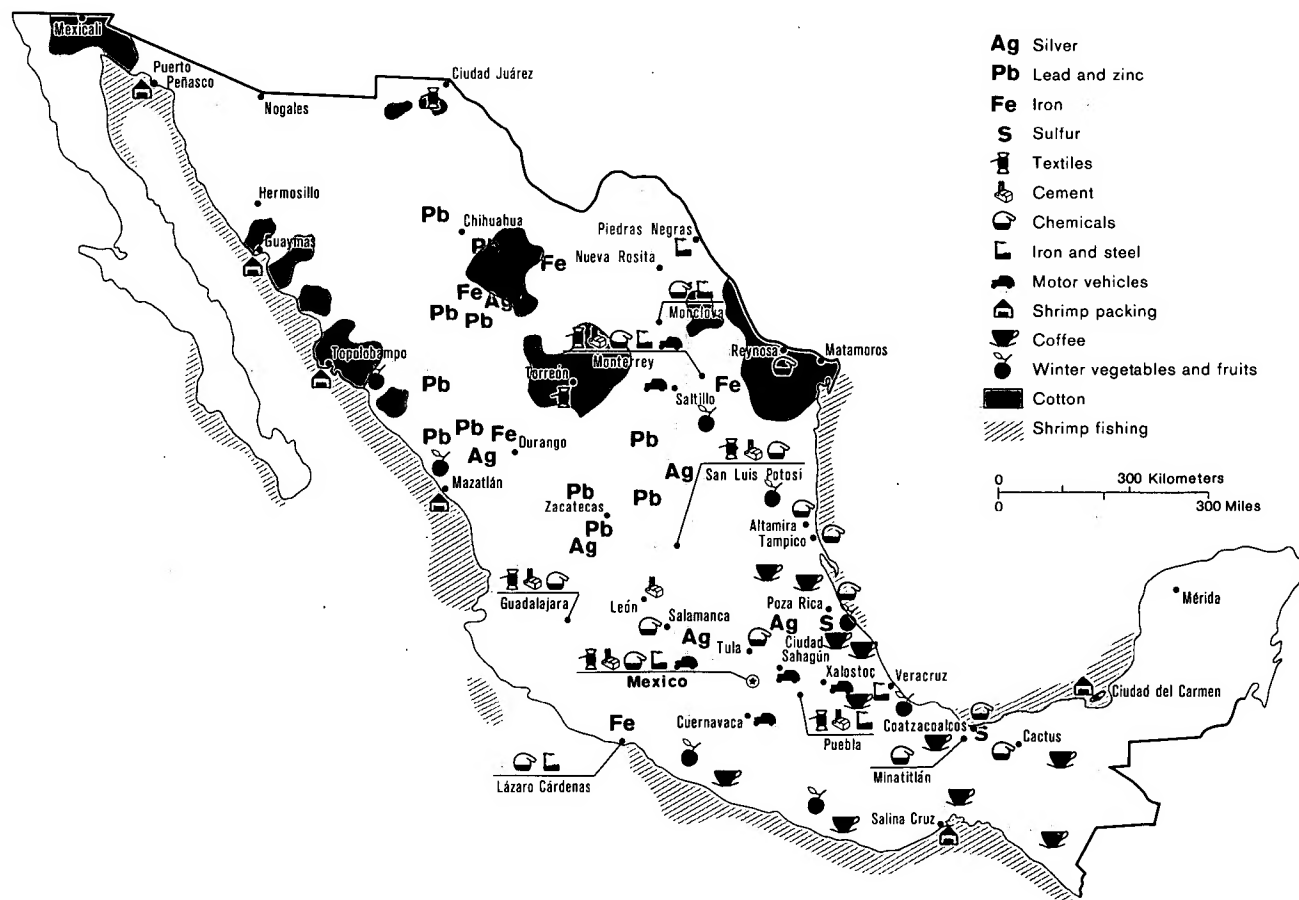 Mexicali
Puerto
Peñasco
Nogales
Ciudad Juárez
Ag Silver
Pb Lead and zinc
Fe Iron
S Sulfur
Textiles
Cement
Chemicals
Iron and steel
Motor vehicles
Shrimp packing
Coffee
Winter vegetables and fruits
Cotton
Shrimp fishing
0 300 Kilometers
0 300 Miles
Hermosillo
Guaymas
Pb
Chihuahua
Pb
Fe
Fe
Ag
Pb
Pb
Piedras Negras
Nueva Rosita
Monclova
Monterrey
Reynosa
Matamoros
Topolobampo
Torreón
Saltillo
Fe
Pb
Pb
Pb
Fe
Durango
Ag
Mazatlán
Pb
Ag
San Luis Potosí
Pb
Pb
Zacatecas
Pb
Ag
Altamira
Tampico
Guadalajara
León
Salamanca
Ag
Poza Rica
Ag
S
Tula
Ciudad
Sahagún
Mexico
Xalostoc
Veracruz
Mérida
Ciudad del Carmen
Cuernavaca
Puebla
Coatzacoalcos
S
Cactus
Minatitlán
Fe
Lázaro Cárdenas
Salina Cruz